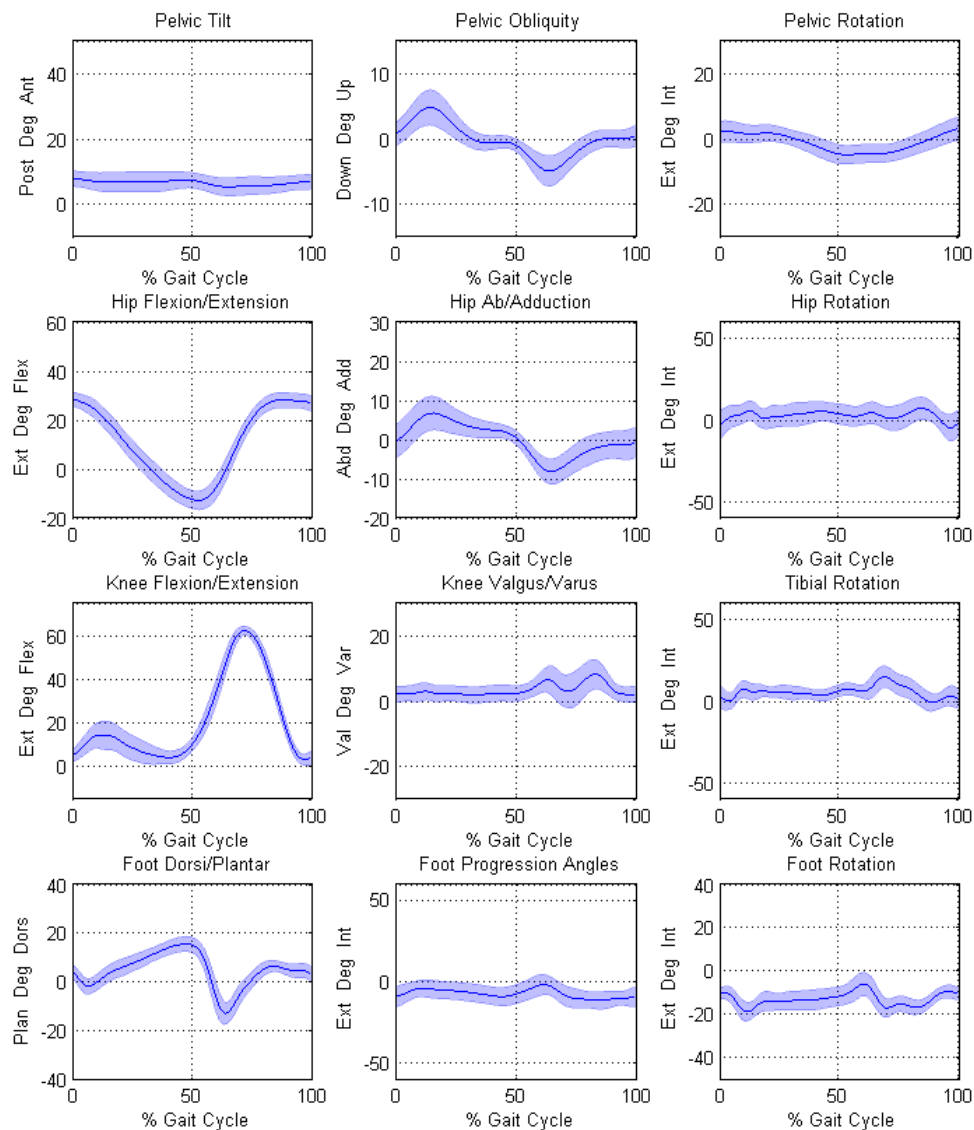 Pelvic Tilt
Post Deg Ant
40
20
0
0 50 100
% Gait Cycle
Pelvic Obliquity
Down Deg Up
10
0
-10
0 50 100
% Gait Cycle
Pelvic Rotation
Ext Deg Int
20
0
-20
0 50 100
% Gait Cycle
Hip Flexion/Extension
Ext Deg Flex
60
40
20
0
-20
0 50 100
% Gait Cycle
Hip Ab/Adduction
Abd Deg Add
30
20
10
0
-10
-20
0 50 100
% Gait Cycle
Hip Rotation
Ext Deg Int
50
0
-50
0 50 100
% Gait Cycle
Knee Flexion/Extension
Ext Deg Flex
60
40
20
0
0 50 100
% Gait Cycle
Knee Valgus/Varus
Val Deg Var
20
0
-20
0 50 100
% Gait Cycle
Tibial Rotation
Ext Deg Int
50
0
-50
0 50 100
% Gait Cycle
Foot Dorsi/Plantar
Plan Deg Dors
40
20
0
-20
-40
0 50 100
% Gait Cycle
Foot Progression Angles
Ext Deg Int
50
0
-50
0 50 100
% Gait Cycle
Foot Rotation
Ext Deg Int
40
20
0
-20
-40
0 50 100
% Gait Cycle